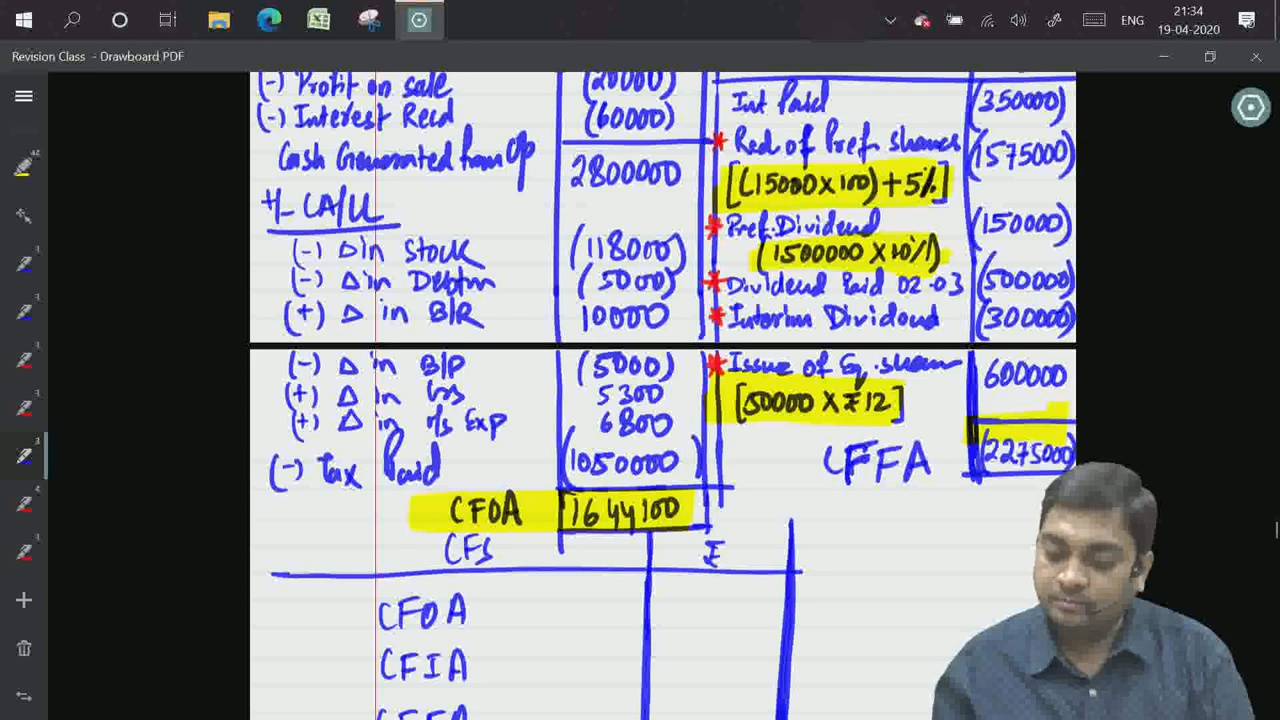 21:34
ENG
19-04-2020
Revision Class - Drawboard PDF
(-) Profit on sale (20000)
(-) Interest Recd (60000)
Cash Generated from Op 2800000
+/- CA/CL
(-) Δ in Stock (118000)
(-) Δ in Debtors (5000)
(+) Δ in B/R 10000
(-) Δ in B/P (5000)
(+) Δ in 5300
(+) Δ in o/s Exp 6800
(-) Tax Paid (1050000)
CFOA 1644100
Int Paid (350000)
* Red of Pref. Shares (1575000)
[(15000 X 100) + 5%]
* Pref. Dividend (150000)
(1500000 X 10%)
* Dividend Paid 02-03 (500000)
* Interim Dividend (300000)
* Issue of Eq. shares 600000
[50000 X ₹12]
CFFA (2275000)
CFS ₹
CFOA
CFIA
CFFA